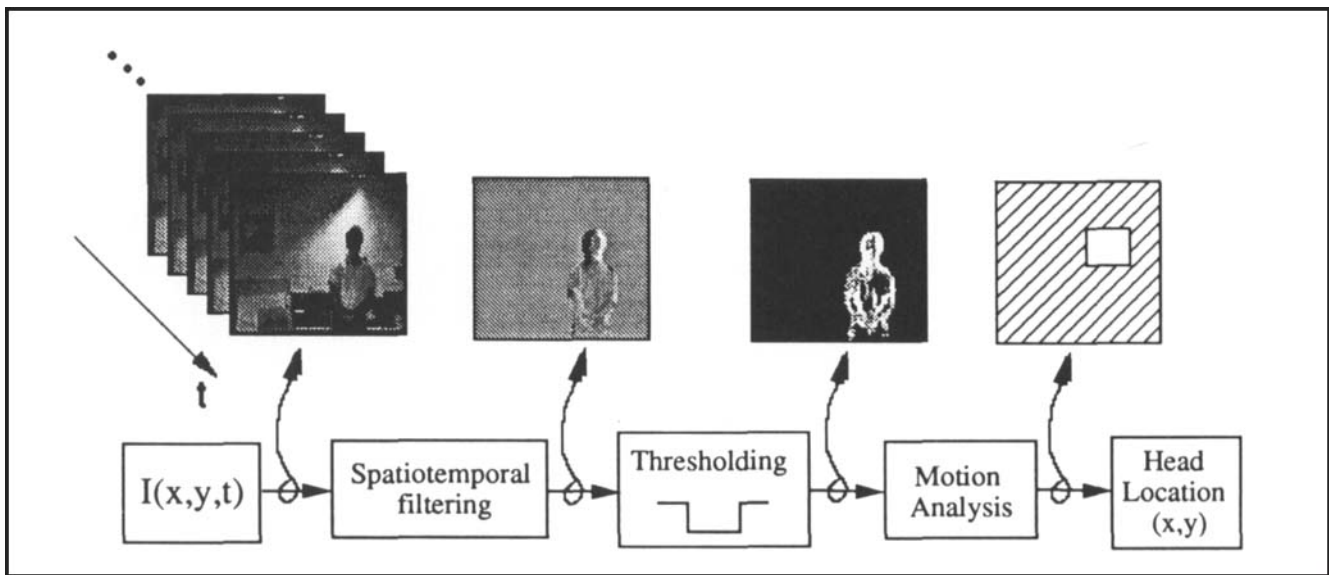 t
I(x,y,t)
Spatiotemporal
filtering
Thresholding
Motion
Analysis
Head
Location
(x,y)